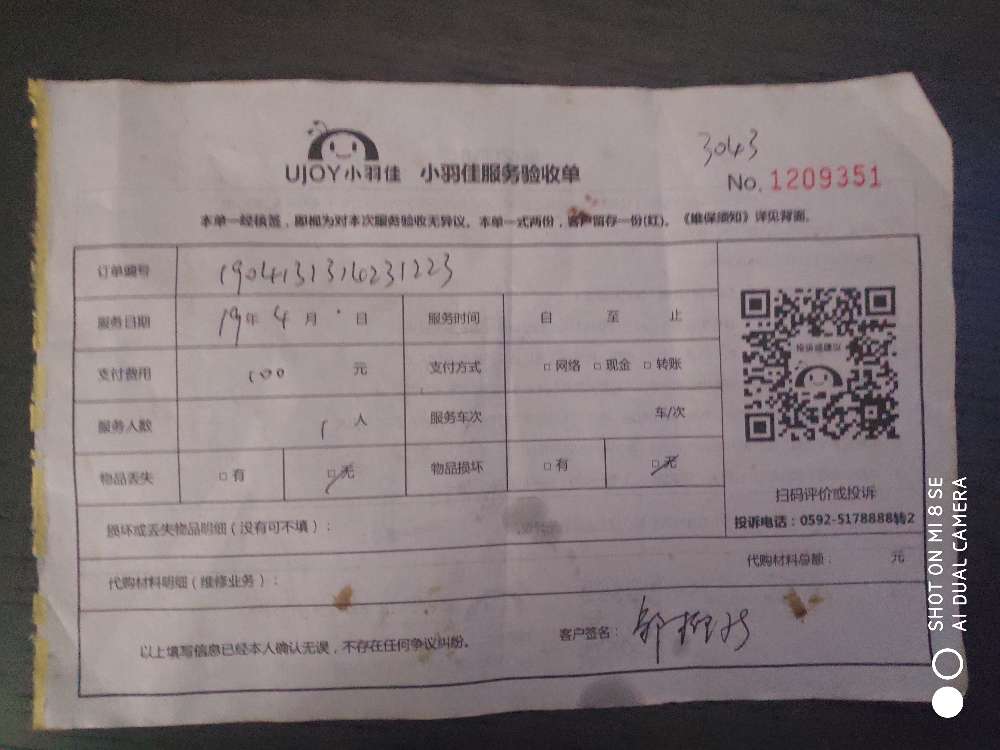 3043
UJOY小羽佳 小羽佳服务验收单
No. 1209351
本单一经核签，即视为对本次服务验收无异议。本单一式两份，客户留存一份(红)。《维保须知》详见背面。
订单编号 1904131316231223
服务日期 19年 4月 日 服务时间 自 至 止
支付费用 100 元 支付方式 □网络 □现金 □转账
服务人数 1 人 服务车次 车/次
物品丢失 □有 □无 物品损坏 □有 □无
投诉或建议
扫码评价或投诉
投诉电话：0592-5178888转2
损坏或丢失物品明细（没有可不填）：
代购材料明细（维修业务）： 代购材料总额： 元
以上填写信息已经本人确认无误，不存在任何争议纠纷。 客户签名：
SHOT ON MI 8 SE
AI DUAL CAMERA